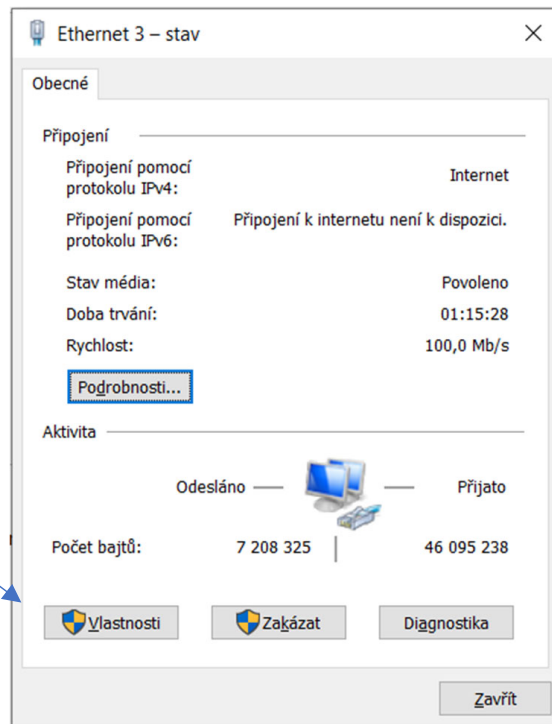 Ethernet 3 – stav
Obecné
Připojení
Připojení pomocí
protokolu IPv4:
Internet
Připojení pomocí
protokolu IPv6:
Připojení k internetu není k dispozici.
Stav média: Povoleno
Doba trvání: 01:15:28
Rychlost: 100,0 Mb/s
Podrobnosti...
Aktivita
Odesláno — — Přijato
Počet bajtů: 7 208 325 | 46 095 238
Vlastnosti Zakázat Diagnostika
Zavřít